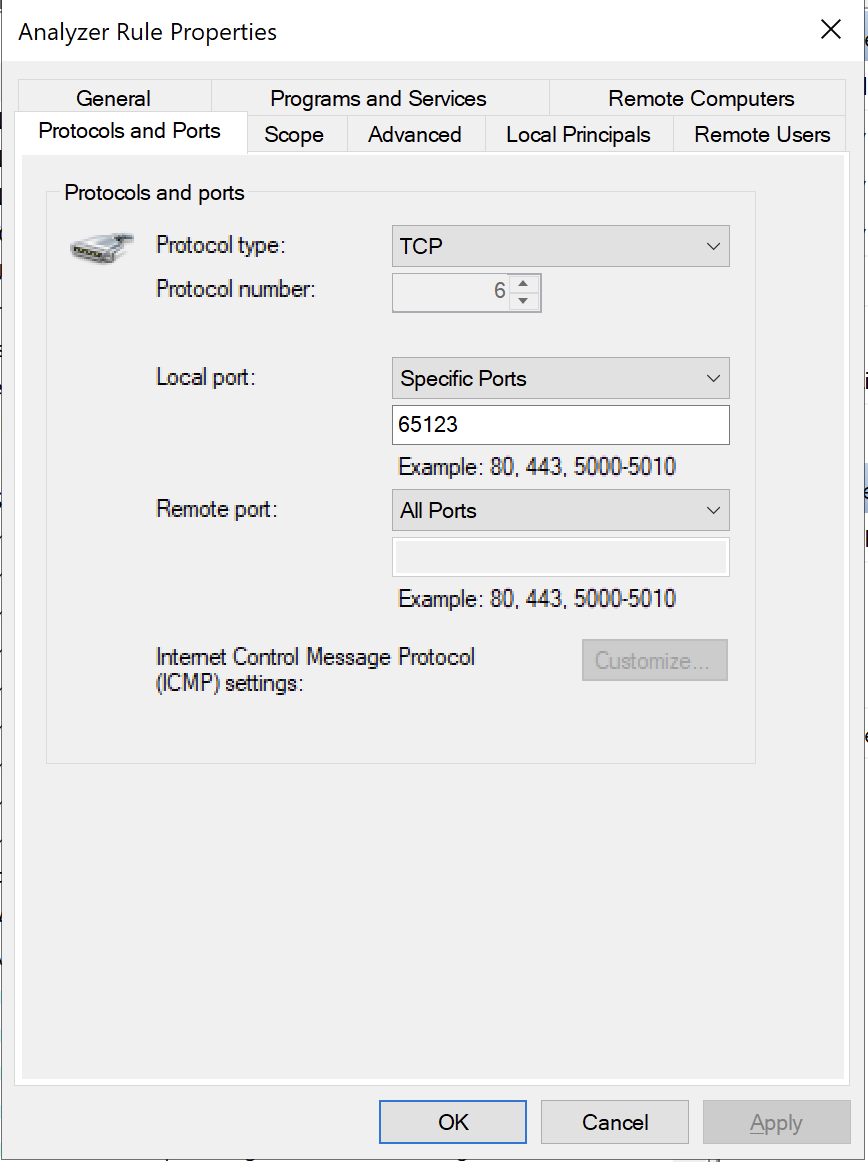 Analyzer Rule Properties
General Programs and Services Remote Computers
Protocols and Ports Scope Advanced Local Principals Remote Users
Protocols and ports
Protocol type: TCP
Protocol number: 6
Local port: Specific Ports
65123
Example: 80, 443, 5000-5010
Remote port: All Ports
Example: 80, 443, 5000-5010
Internet Control Message Protocol
(ICMP) settings: Customize...
OK Cancel Apply